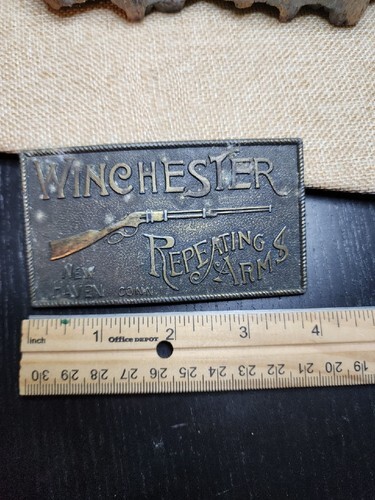 WINCHESTER
REPEATING
ARMS
NEW
HAVEN CONN.
1 2 3 4
inch Office DEPOT
30 29 28 27 26 25 24 23 22 21 20 19